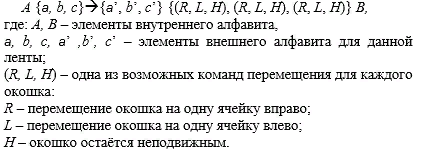 A {a, b, c}→{a’, b’, c’} {(R, L, H), (R, L, H), (R, L, H)} B,
где: A, B – элементы внутреннего алфавита,
a, b, c, a’ ,b’, c’ – элементы внешнего алфавита для данной
ленты;
(R, L, H) – одна из возможных команд перемещения для каждого
окошка:
R – перемещение окошка на одну ячейку вправо;
L – перемещение окошка на одну ячейку влево;
H – окошко остаётся неподвижным.